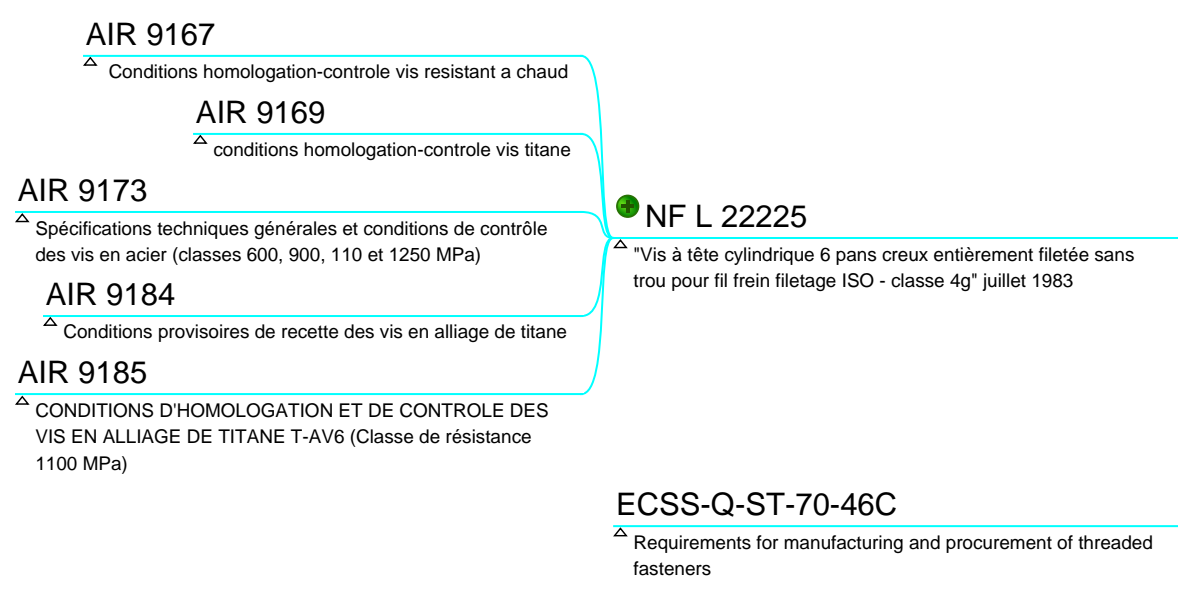 AIR 9167
Conditions homologation-controle vis resistant a chaud
AIR 9169
conditions homologation-controle vis titane
AIR 9173
Spécifications techniques générales et conditions de contrôle
des vis en acier (classes 600, 900, 110 et 1250 MPa)
AIR 9184
Conditions provisoires de recette des vis en alliage de titane
AIR 9185
CONDITIONS D'HOMOLOGATION ET DE CONTROLE DES
VIS EN ALLIAGE DE TITANE T-AV6 (Classe de résistance
1100 MPa)
NF L 22225
"Vis à tête cylindrique 6 pans creux entièrement filetée sans
trou pour fil frein filetage ISO - classe 4g" juillet 1983
ECSS-Q-ST-70-46C
Requirements for manufacturing and procurement of threaded
fasteners